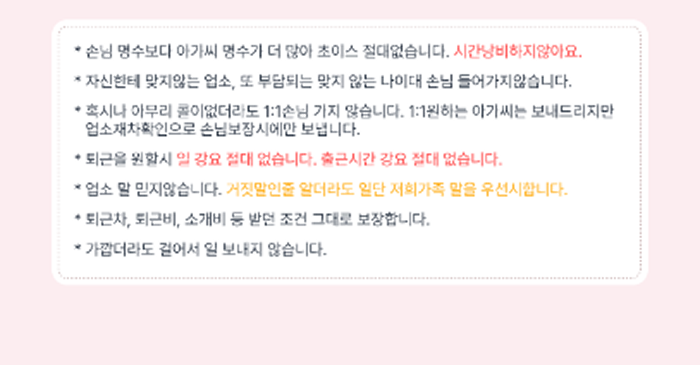 * 손님 명수보다 아가씨 명수가 더 많아 초이스 절대없습니다. 시간낭비하지않아요.
* 자신한테 맞지않는 업소, 또 부담되는 맞지 않는 나이대 손님 들어가지않습니다.
* 혹시나 아무리 콜이없더라도 1:1손님 가지 않습니다. 1:1원하는 아가씨는 보내드리지만
업소재차확인으로 손님보장시에만 보냅니다.
* 퇴근을 원할시 일 강요 절대 없습니다. 출근시간 강요 절대 없습니다.
* 업소 말 믿지않습니다. 거짓말인줄 알더라도 일단 저희가족 말을 우선시합니다.
* 퇴근차, 퇴근비, 소개비 등 받던 조건 그대로 보장합니다.
* 가깝더라도 걸어서 일 보내지 않습니다.